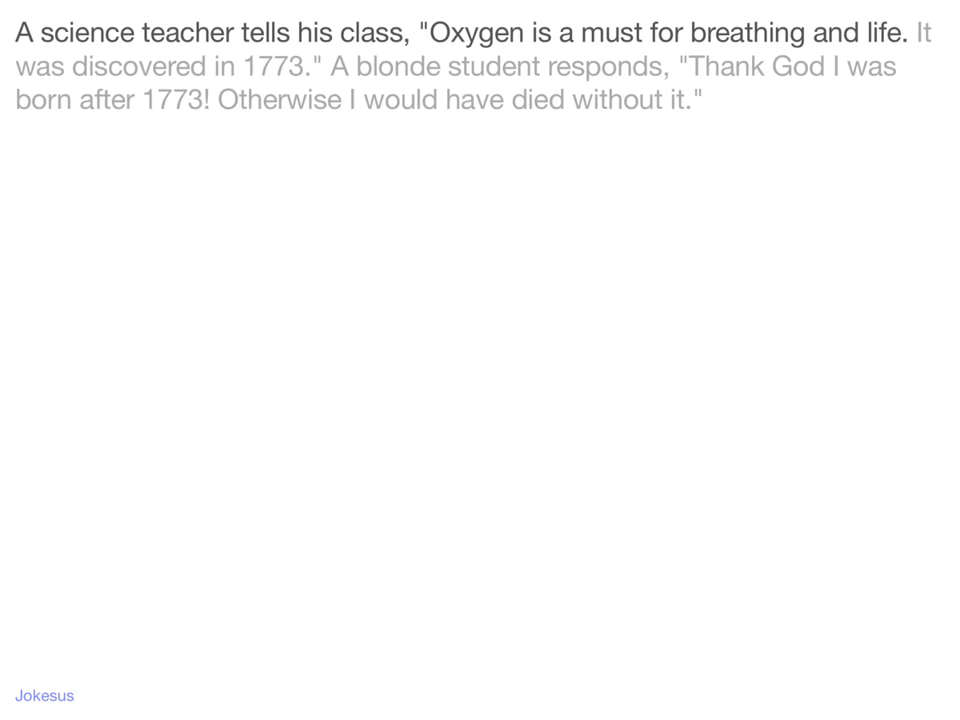 A science teacher tells his class, "Oxygen is a must for breathing and life. It
was discovered in 1773." A blonde student responds, "Thank God I was
born after 1773! Otherwise I would have died without it."
Jokesus